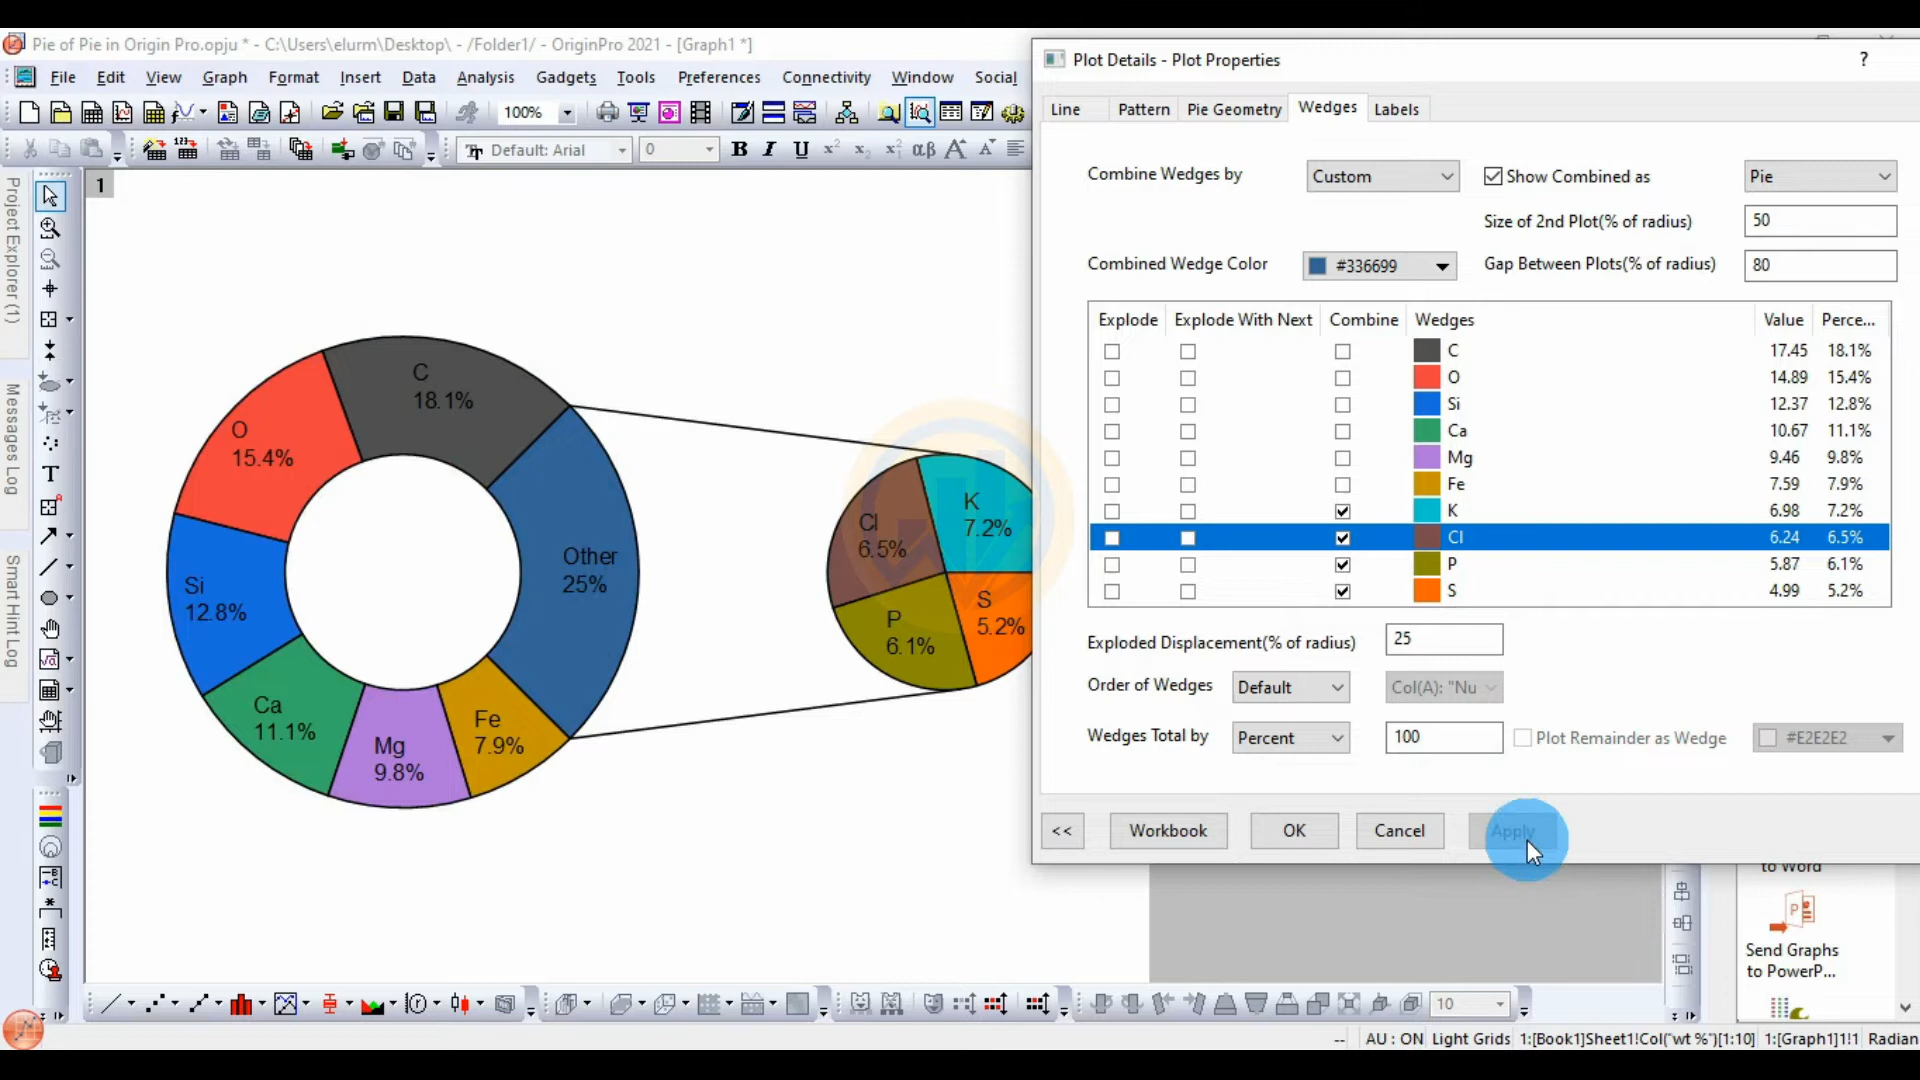 Pie of Pie in Origin Pro.opju * - C:\Users\elurm\Desktop\ - /Folder1/ - OriginPro 2021 - [Graph1 *]
File Edit View Graph Format Insert Data Analysis Gadgets Tools Preferences Connectivity Window Social
100%
Default: Arial 0 B I U x² x₂ αβ A A
Project Explorer (1)
Messages Log
Smart Hint Log
T
1
C
18.1%
O
15.4%
Si
12.8%
Ca
11.1%
Mg
9.8%
Fe
7.9%
Other
25%
K
7.2%
Cl
6.5%
P
6.1%
S
5.2%
Plot Details - Plot Properties ?
Line Pattern Pie Geometry Wedges Labels
Combine Wedges by Custom Show Combined as Pie
Size of 2nd Plot(% of radius) 50
Combined Wedge Color #336699 Gap Between Plots(% of radius) 80
Explode Explode With Next Combine Wedges Value Perce...
C 17.45 18.1%
O 14.89 15.4%
Si 12.37 12.8%
Ca 10.67 11.1%
Mg 9.46 9.8%
Fe 7.59 7.9%
K 6.98 7.2%
Cl 6.24 6.5%
P 5.87 6.1%
S 4.99 5.2%
Exploded Displacement(% of radius) 25
Order of Wedges Default Col(A): "Nu
Wedges Total by Percent 100 Plot Remainder as Wedge #E2E2E2
<< Workbook OK Cancel Apply
to Word
Send Graphs
to PowerP...
10
-- AU : ON Light Grids 1:[Book1]Sheet1!Col("wt %")[1:10] 1:[Graph1]1!1 Radian